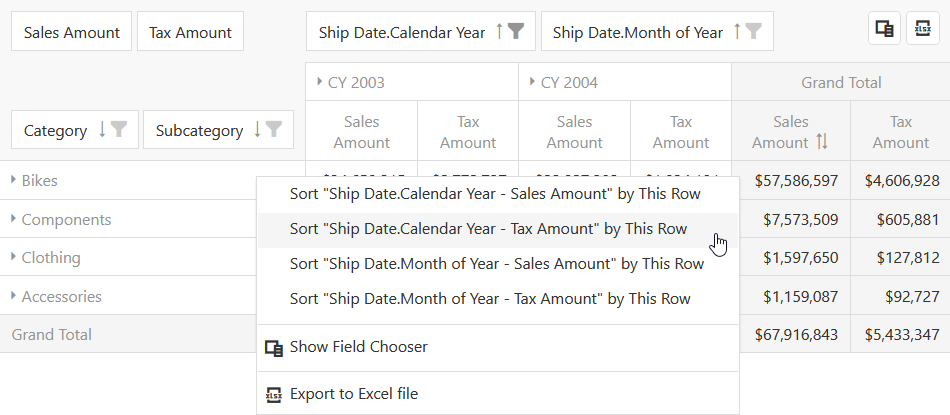 Sales Amount Tax Amount Ship Date.Calendar Year Ship Date.Month of Year xlsx
CY 2003 CY 2004 Grand Total
Category Subcategory Sales Amount Tax Amount Sales Amount Tax Amount Sales Amount Tax Amount
Bikes $57,586,597 $4,606,928
Sort "Ship Date.Calendar Year - Sales Amount" by This Row
Components $7,573,509 $605,881
Sort "Ship Date.Calendar Year - Tax Amount" by This Row
Clothing $1,597,650 $127,812
Sort "Ship Date.Month of Year - Sales Amount" by This Row
Accessories $1,159,087 $92,727
Sort "Ship Date.Month of Year - Tax Amount" by This Row
Grand Total $67,916,843 $5,433,347
Show Field Chooser
xlsx Export to Excel file